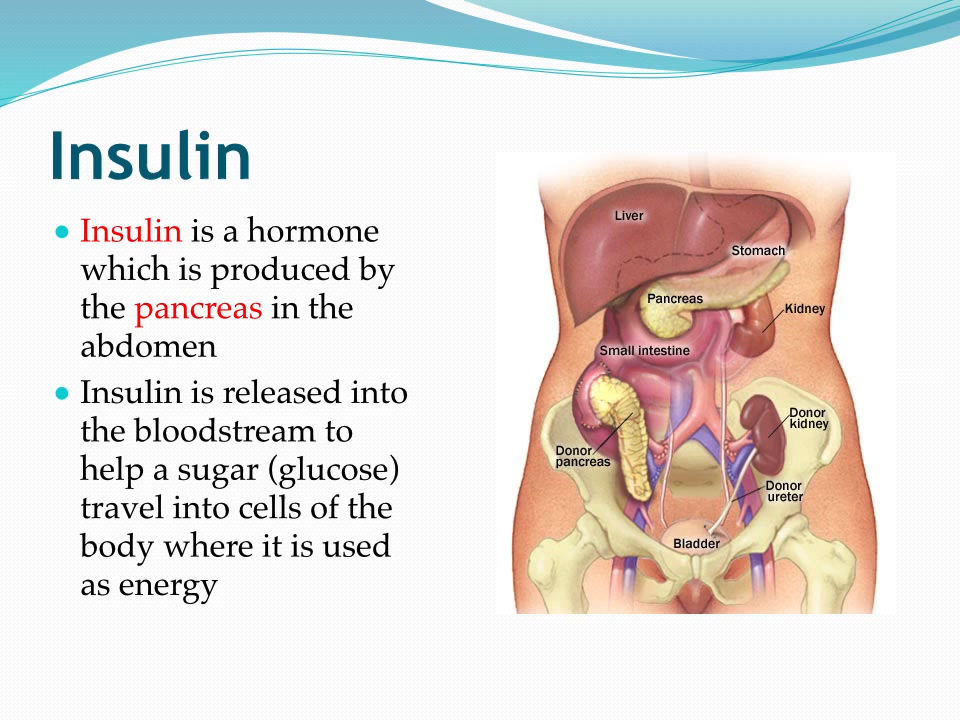 Insulin
• Insulin is a hormone
which is produced by
the pancreas in the
abdomen
• Insulin is released into
the bloodstream to
help a sugar (glucose)
travel into cells of the
body where it is used
as energy
Liver
Stomach
Pancreas
Kidney
Small intestine
Donor
kidney
Donor
pancreas
Donor
ureter
Bladder